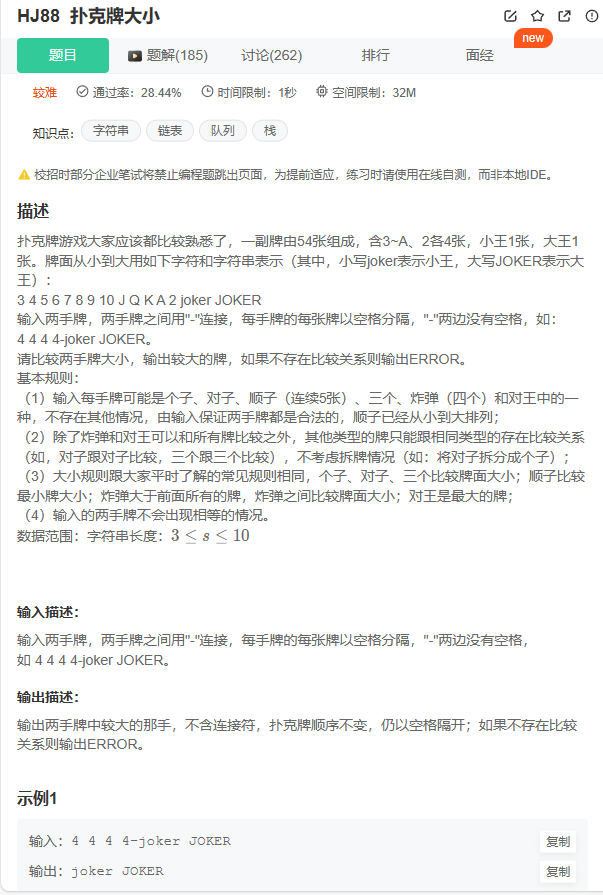 HJ88 扑克牌大小
new
题目 题解(185) 讨论(262) 排行 面经
较难 通过率：28.44% 时间限制：1秒 空间限制：32M
知识点： 字符串 链表 队列 栈
校招时部分企业笔试将禁止编程题跳出页面，为提前适应，练习时请使用在线自测，而非本地IDE。
描述
扑克牌游戏大家应该都比较熟悉了，一副牌由54张组成，含3~A、2各4张，小王1张，大王1
张。牌面从小到大用如下字符和字符串表示（其中，小写joker表示小王，大写JOKER表示大
王）：
3 4 5 6 7 8 9 10 J Q K A 2 joker JOKER
输入两手牌，两手牌之间用"-"连接，每手牌的每张牌以空格分隔，"-"两边没有空格，如：
4 4 4 4-joker JOKER。
请比较两手牌大小，输出较大的牌，如果不存在比较关系则输出ERROR。
基本规则：
（1）输入每手牌可能是个子、对子、顺子（连续5张）、三个、炸弹（四个）和对王中的一
种，不存在其他情况，由输入保证两手牌都是合法的，顺子已经从小到大排列；
（2）除了炸弹和对王可以和所有牌比较之外，其他类型的牌只能跟相同类型的存在比较关系
（如，对子跟对子比较，三个跟三个比较），不考虑拆牌情况（如：将对子拆分成个子）；
（3）大小规则跟大家平时了解的常见规则相同，个子、对子、三个比较牌面大小；顺子比较
最小牌大小；炸弹大于前面所有的牌，炸弹之间比较牌面大小；对王是最大的牌；
（4）输入的两手牌不会出现相等的情况。
数据范围：字符串长度：3 ≤ s ≤ 10
输入描述：
输入两手牌，两手牌之间用"-"连接，每手牌的每张牌以空格分隔，"-"两边没有空格，
如 4 4 4 4-joker JOKER。
输出描述：
输出两手牌中较大的那手，不含连接符，扑克牌顺序不变，仍以空格隔开；如果不存在比较
关系则输出ERROR。
示例1
输入：4 4 4 4-joker JOKER 复制
输出：joker JOKER 复制